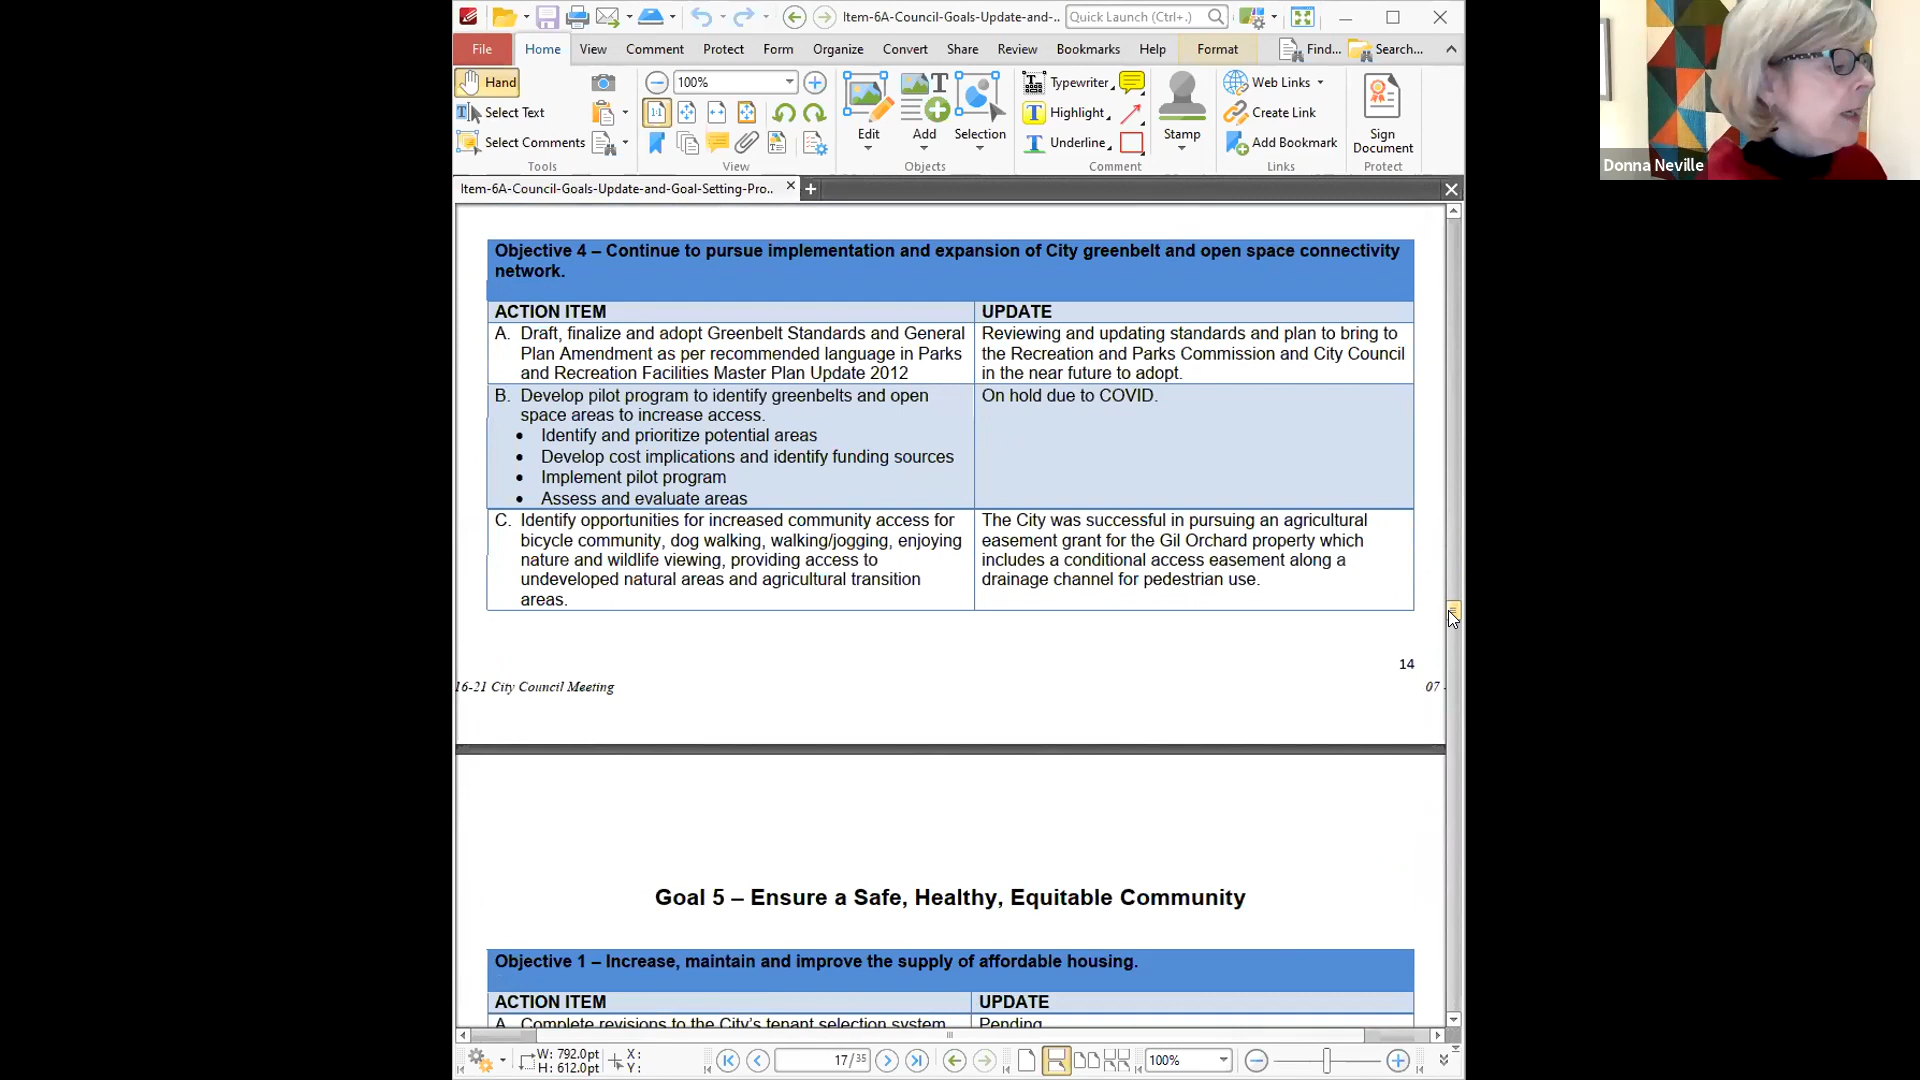 Item-6A-Council-Goals-Update-and-...
Quick Launch (Ctrl+.)
File Home View Comment Protect Form Organize Convert Share Review Bookmarks Help Format Find... Search...
Hand
Select Text
Select Comments
Tools
100%
View
Edit
Add
Selection
Objects
Typewriter
Highlight
Underline
Stamp
Comment
Web Links
Create Link
Add Bookmark
Links
Sign
Document
Protect
Item-6A-Council-Goals-Update-and-Goal-Setting-Pro...
Donna Neville
Objective 4 – Continue to pursue implementation and expansion of City greenbelt and open space connectivity
network.
ACTION ITEM
UPDATE
A. Draft, finalize and adopt Greenbelt Standards and General
Plan Amendment as per recommended language in Parks
and Recreation Facilities Master Plan Update 2012
Reviewing and updating standards and plan to bring to
the Recreation and Parks Commission and City Council
in the near future to adopt.
B. Develop pilot program to identify greenbelts and open
space areas to increase access.
• Identify and prioritize potential areas
• Develop cost implications and identify funding sources
• Implement pilot program
• Assess and evaluate areas
On hold due to COVID.
C. Identify opportunities for increased community access for
bicycle community, dog walking, walking/jogging, enjoying
nature and wildlife viewing, providing access to
undeveloped natural areas and agricultural transition
areas.
The City was successful in pursuing an agricultural
easement grant for the Gil Orchard property which
includes a conditional access easement along a
drainage channel for pedestrian use.
14
16-21 City Council Meeting
07 -
Goal 5 – Ensure a Safe, Healthy, Equitable Community
Objective 1 – Increase, maintain and improve the supply of affordable housing.
ACTION ITEM
UPDATE
A. Complete revisions to the City's tenant selection system
Pending
W: 792.0pt
H: 612.0pt
X:
Y:
17 / 35
100%